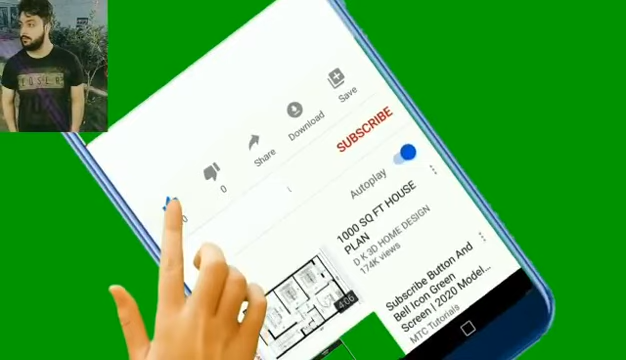 Save
Download
Share
0
0
SUBSCRIBE
Autoplay
1000 SQ FT HOUSE
PLAN
D K 3D HOME DESIGN
174K views
4:06
Subscribe Button And
Bell Icon Green
Screen | 2020 Model...
MTC Tutorials